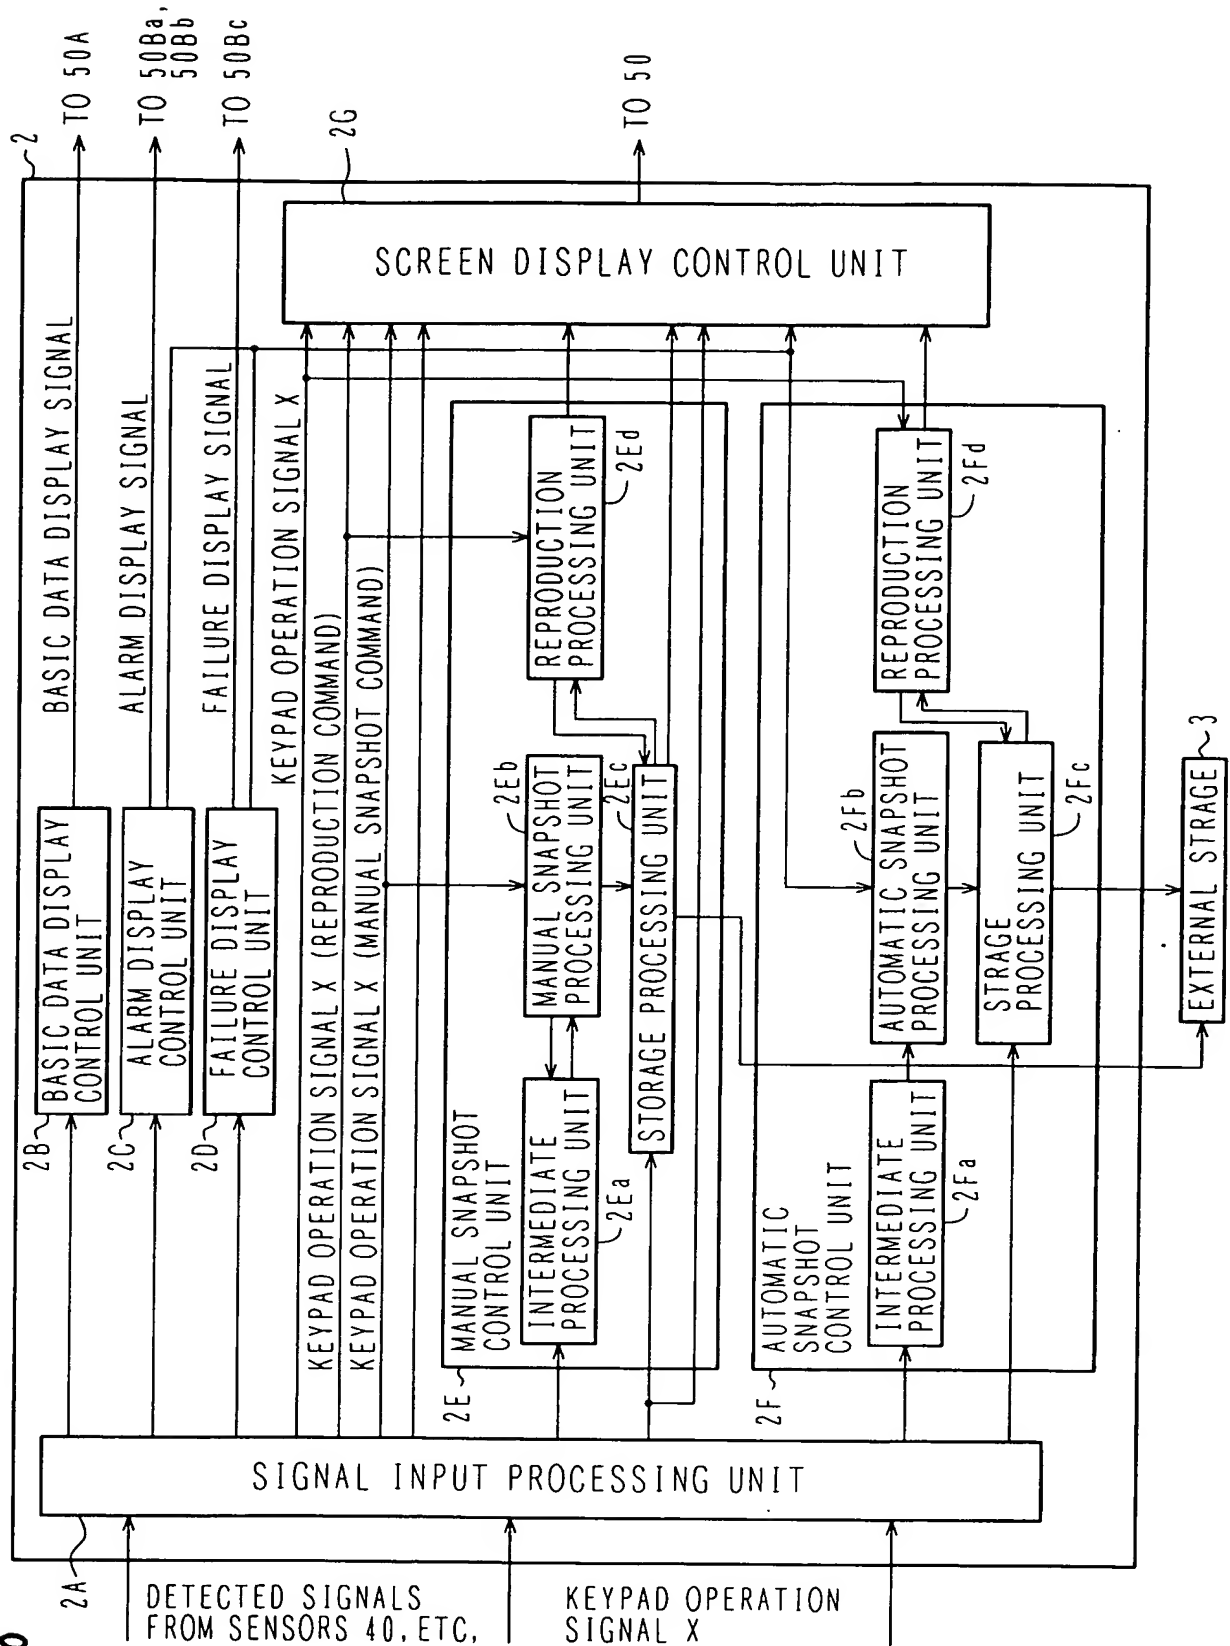 2
TO 50A
TO 50Ba,
50Bb
TO 50Bc
BASIC DATA DISPLAY SIGNAL
ALARM DISPLAY SIGNAL
FAILURE DISPLAY SIGNAL
2B
BASIC DATA DISPLAY
CONTROL UNIT
2C
ALARM DISPLAY
CONTROL UNIT
2D
FAILURE DISPLAY
CONTROL UNIT
KEYPAD OPERATION SIGNAL X
KEYPAD OPERATION SIGNAL X (REPRODUCTION COMMAND)
KEYPAD OPERATION SIGNAL X (MANUAL SNAPSHOT COMMAND)
2G
SCREEN DISPLAY CONTROL UNIT
TO 50
2A
SIGNAL INPUT PROCESSING UNIT
DETECTED SIGNALS
FROM SENSORS 40, ETC,
KEYPAD OPERATION
SIGNAL X
2E
MANUAL SNAPSHOT
CONTROL UNIT
INTERMEDIATE
PROCESSING UNIT
2Ea
MANUAL SNAPSHOT
PROCESSING UNIT
2Eb
STORAGE PROCESSING UNIT
2Ec
REPRODUCTION
PROCESSING UNIT
2Ed
2F
AUTOMATIC
SNAPSHOT
CONTROL UNIT
INTERMEDIATE
PROCESSING UNIT
2Fa
AUTOMATIC SNAPSHOT
PROCESSING UNIT
2Fb
STRAGE
PROCESSING UNIT
2Fc
REPRODUCTION
PROCESSING UNIT
2Fd
EXTERNAL STRAGE
3